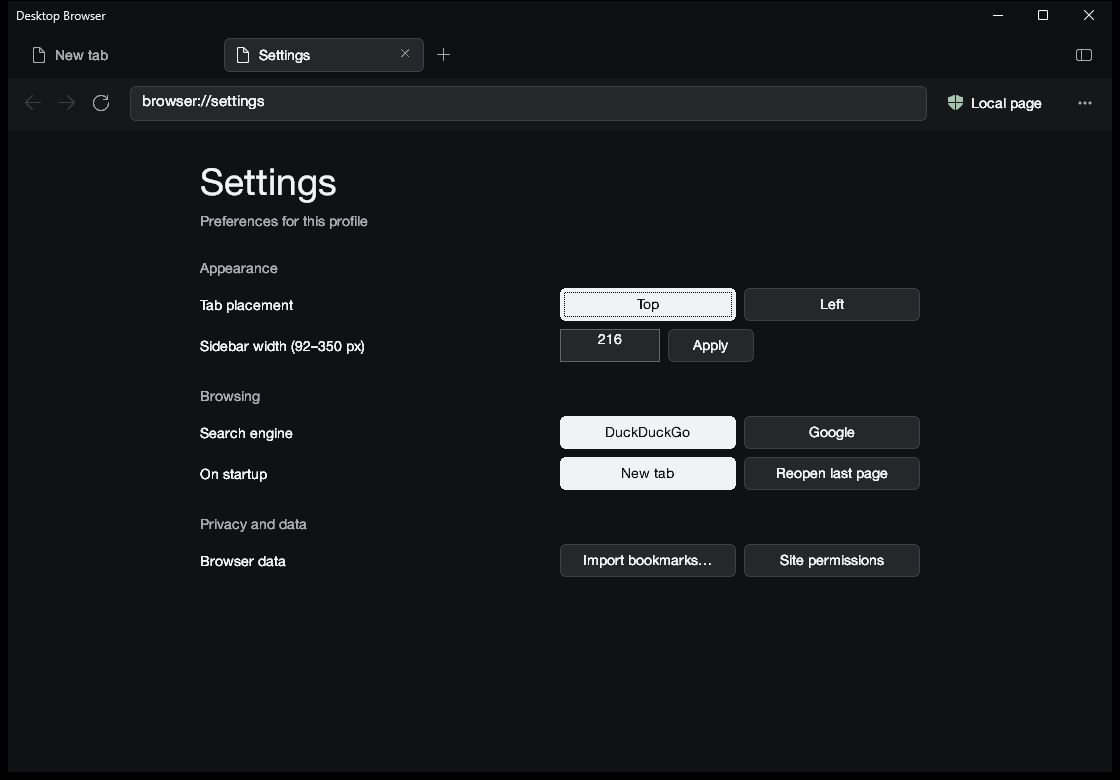 Desktop Browser
New tab
Settings
browser://settings
Local page
Settings
Preferences for this profile
Appearance
Tab placement Top Left
Sidebar width (92–350 px) 216 Apply
Browsing
Search engine DuckDuckGo Google
On startup New tab Reopen last page
Privacy and data
Browser data Import bookmarks... Site permissions